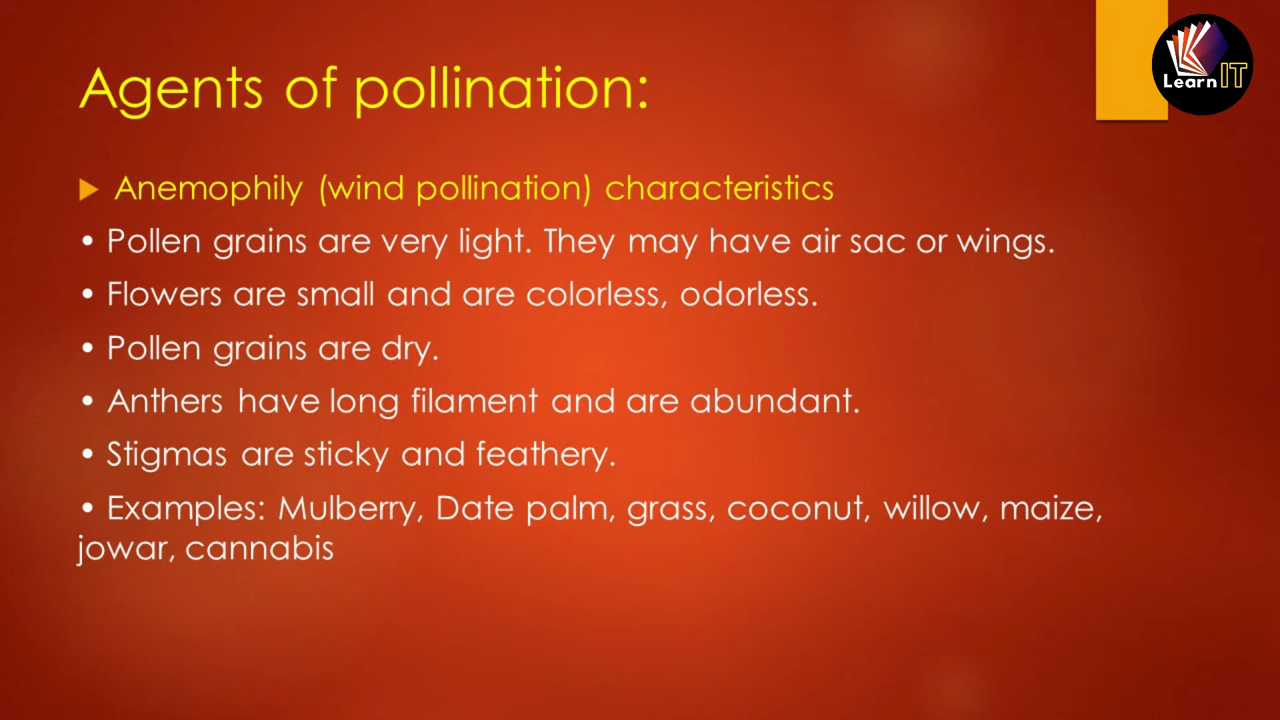 Agents of pollination:
Learn IT
Anemophily (wind pollination) characteristics
• Pollen grains are very light. They may have air sac or wings.
• Flowers are small and are colorless, odorless.
• Pollen grains are dry.
• Anthers have long filament and are abundant.
• Stigmas are sticky and feathery.
• Examples: Mulberry, Date palm, grass, coconut, willow, maize,
jowar, cannabis